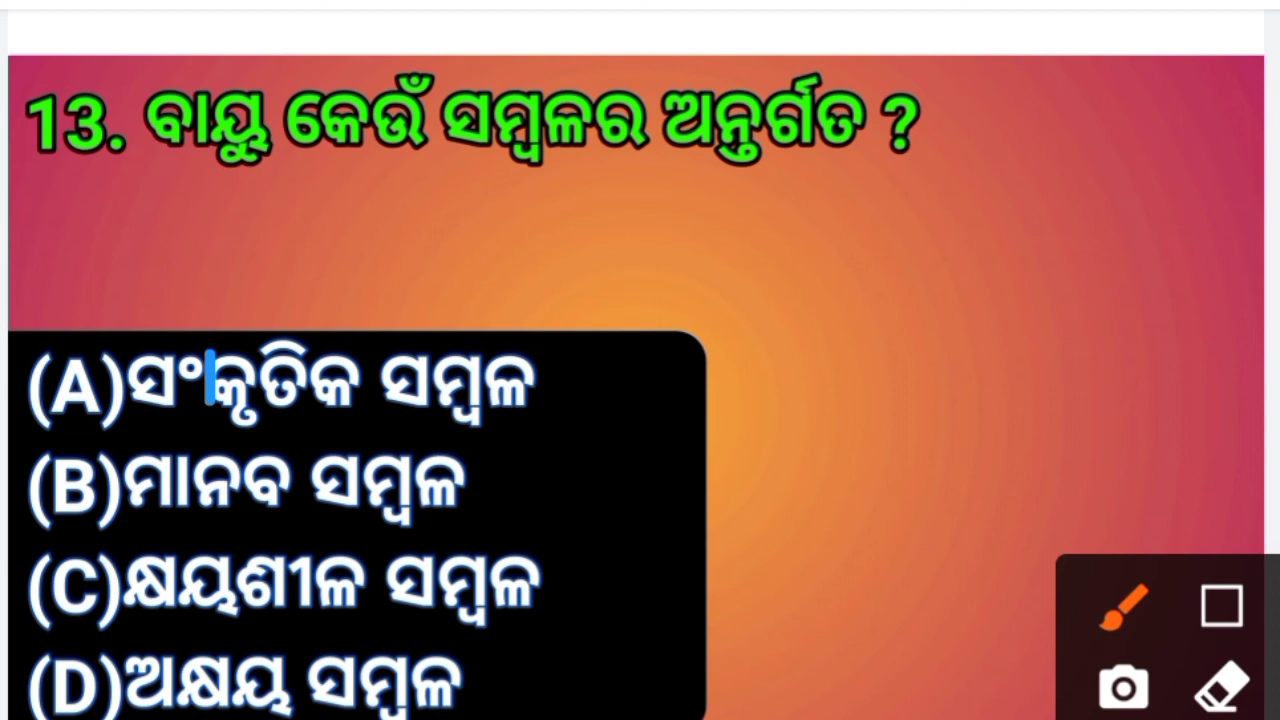 13. ବାୟୁ କେଉଁ ସମ୍ବଳର ଅନ୍ତର୍ଗତ ?
(A)ସଂକୃତିକ ସମ୍ବଳ
(B)ମାନବ ସମ୍ବଳ
(C)କ୍ଷୟଶୀଳ ସମ୍ବଳ
(D)ଅକ୍ଷୟ ସମ୍ବଳ